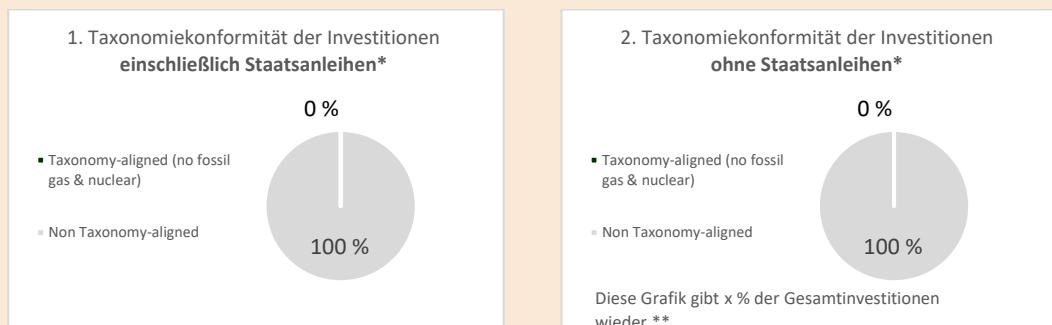 1. Taxonomiekonformität der Investitionen
einschließlich Staatsanleihen*
0 %
Taxonomy-aligned (no fossil
gas & nuclear)
Non Taxonomy-aligned
100 %
2. Taxonomiekonformität der Investitionen
ohne Staatsanleihen*
0 %
Taxonomy-aligned (no fossil
gas & nuclear)
Non Taxonomy-aligned
100 %
Diese Grafik gibt x % der Gesamtinvestitionen
wieder.**